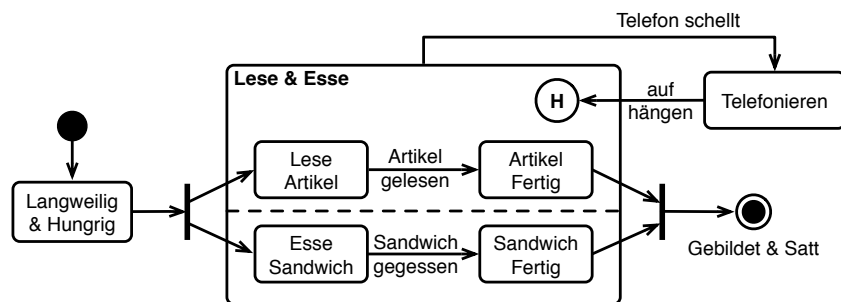 Telefon schellt
Lese & Esse
H
auf
hängen
Telefonieren
Lese
Artikel
Artikel
gelesen
Artikel
Fertig
Langweilig
& Hungrig
Esse
Sandwich
Sandwich
gegessen
Sandwich
Fertig
Gebildet & Satt